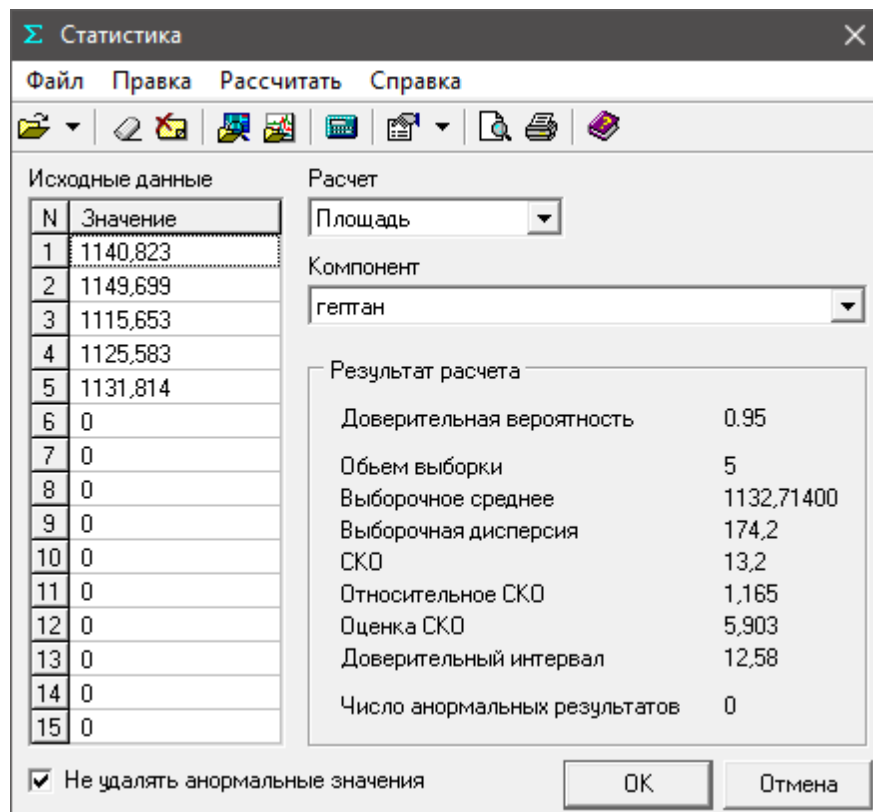 Σ Статистика
Файл Правка Рассчитать Справка
Исходные данные
N Значение
1 1140,823
2 1149,699
3 1115,653
4 1125,583
5 1131,814
6 0
7 0
8 0
9 0
10 0
11 0
12 0
13 0
14 0
15 0
Расчет
Площадь
Компонент
гептан
Результат расчета
Доверительная вероятность 0.95
Обьем выборки 5
Выборочное среднее 1132,71400
Выборочная дисперсия 174,2
СКО 13,2
Относительное СКО 1,165
Оценка СКО 5,903
Доверительный интервал 12,58
Число анормальных результатов 0
Не удалять анормальные значения
OK Отмена